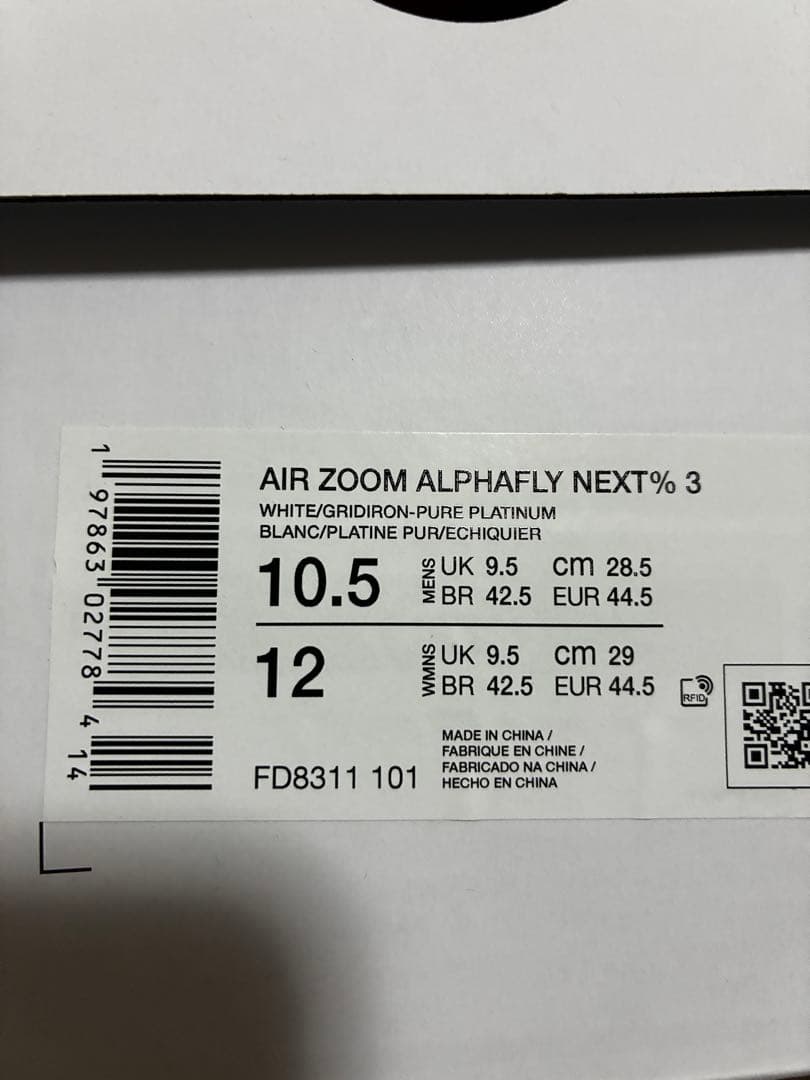 AIR ZOOM ALPHAFLY NEXT% 3
WHITE/GRIDIRON-PURE PLATINUM
BLANC/PLATINE PUR/ECHIQUIER
10.5 MENS UK 9.5 CM 28.5
BR 42.5 EUR 44.5
12 WMNS UK 9.5 CM 29
BR 42.5 EUR 44.5
RFID
MADE IN CHINA /
FABRIQUE EN CHINE /
FABRICADO NA CHINA /
HECHO EN CHINA
FD8311 101
1 97863 02778 4 14